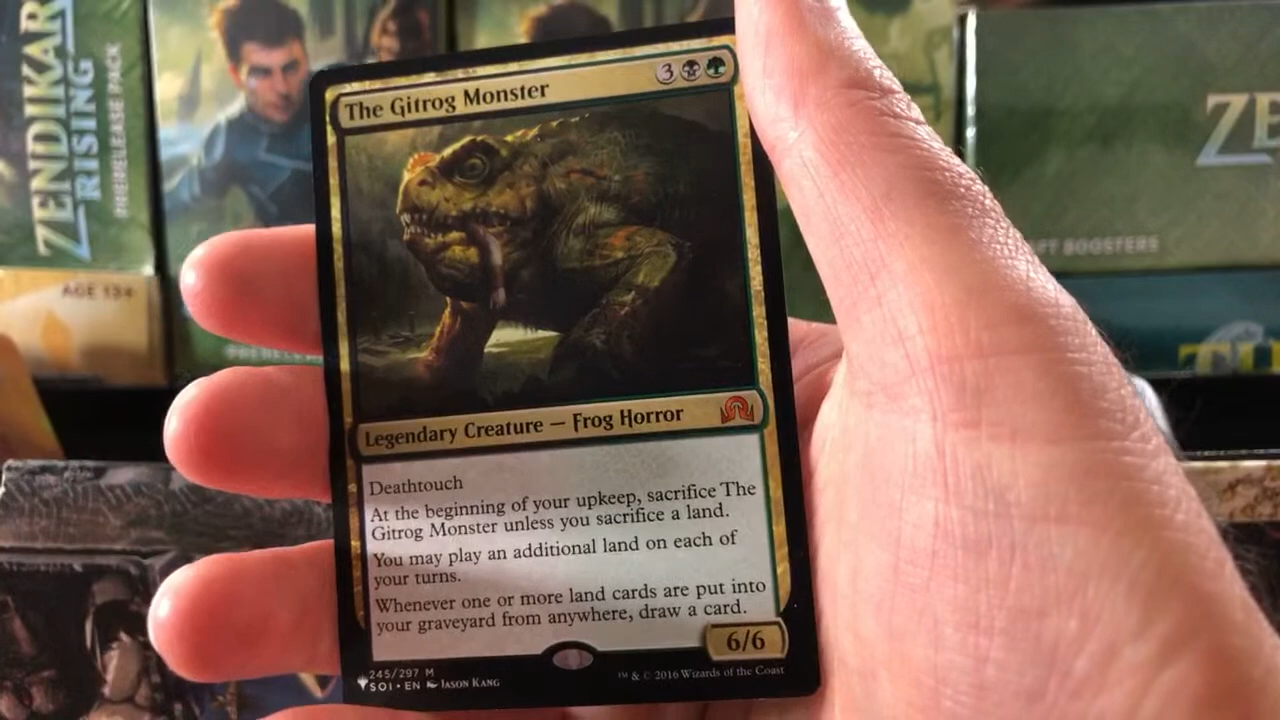 ZENDIKAR
RISING
PRERELEASE PACK
AGE 13+
ZE
FT BOOSTERS
The Gitrog Monster
3
Legendary Creature — Frog Horror
Deathtouch
At the beginning of your upkeep, sacrifice The
Gitrog Monster unless you sacrifice a land.
You may play an additional land on each of
your turns.
Whenever one or more land cards are put into
your graveyard from anywhere, draw a card.
6/6
245/297 M
SOI • EN JASON KANG
™ & © 2016 Wizards of the Coast